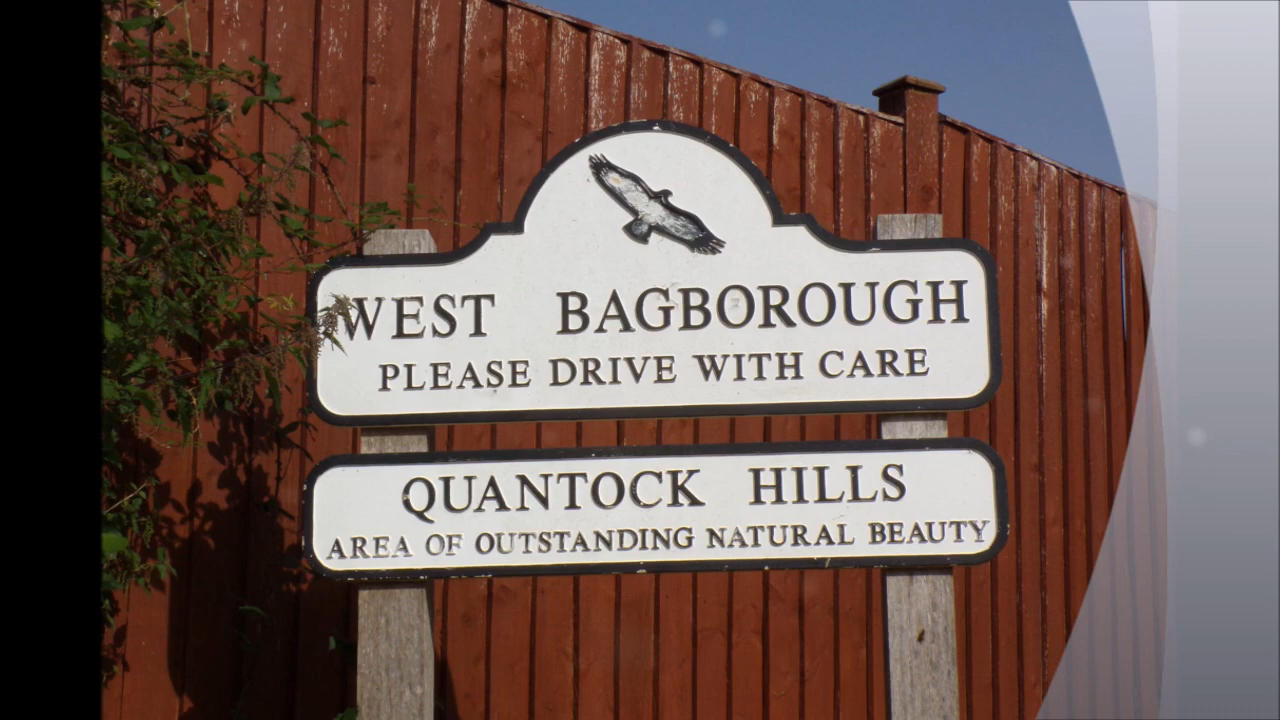 WEST BAGBOROUGH
PLEASE DRIVE WITH CARE
QUANTOCK HILLS
AREA OF OUTSTANDING NATURAL BEAUTY